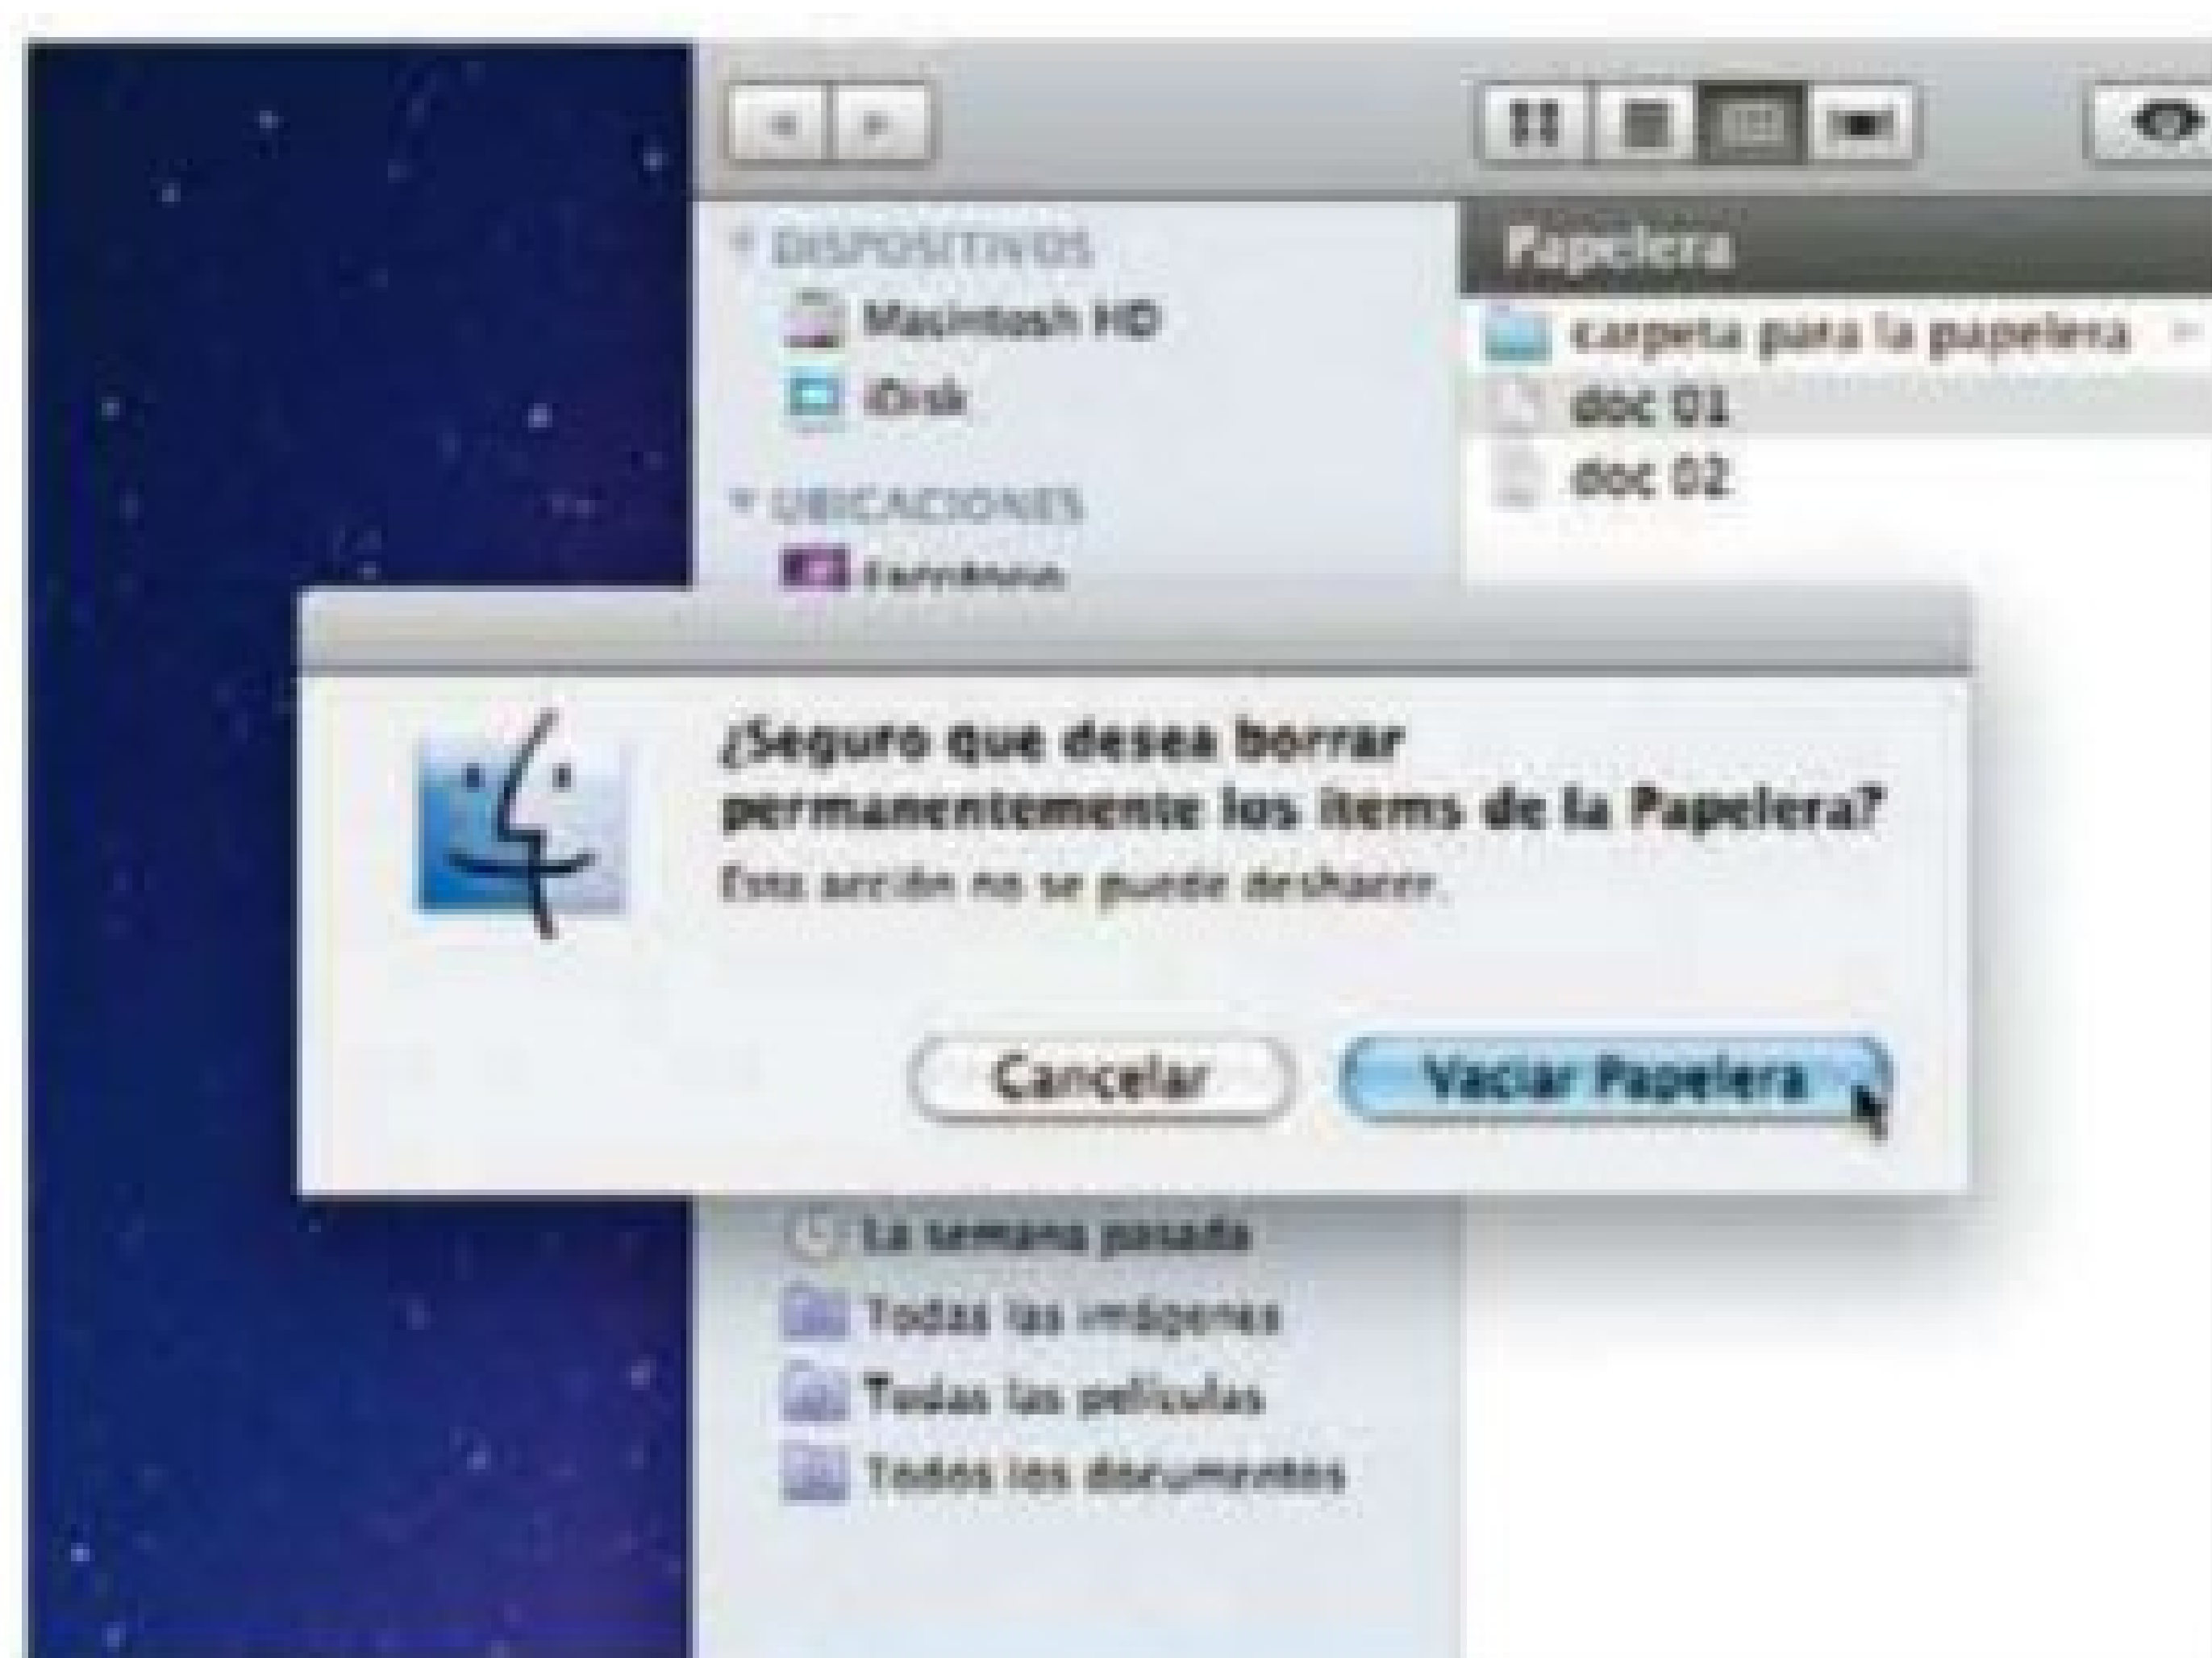 DISPOSITIVOS
Macintosh HD
iDisk
UBICACIONES
Papelera
carpeta para la papelera
doc 01
doc 02
¿Seguro que desea borrar
permanentemente los ítems de la Papelera?
Esta acción no se puede deshacer.
Cancelar
Vaciar Papelera
La semana pasada
Todas las imágenes
Todas las películas
Todos los documentos